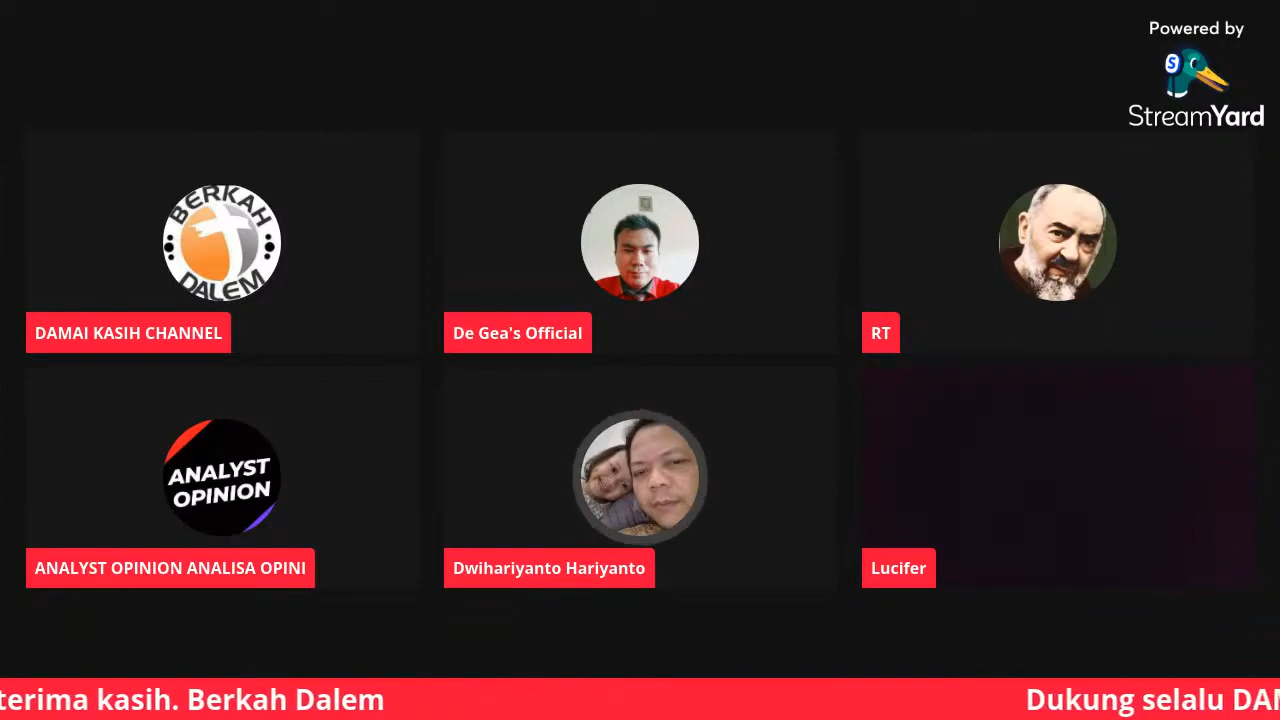 Powered by
StreamYard
BERKAH
DALEM
DAMAI KASIH CHANNEL
De Gea's Official
RT
ANALYST
OPINION
ANALYST OPINION ANALISA OPINI
Dwihariyanto Hariyanto
Lucifer
terima kasih. Berkah Dalem
Dukung selalu DAM